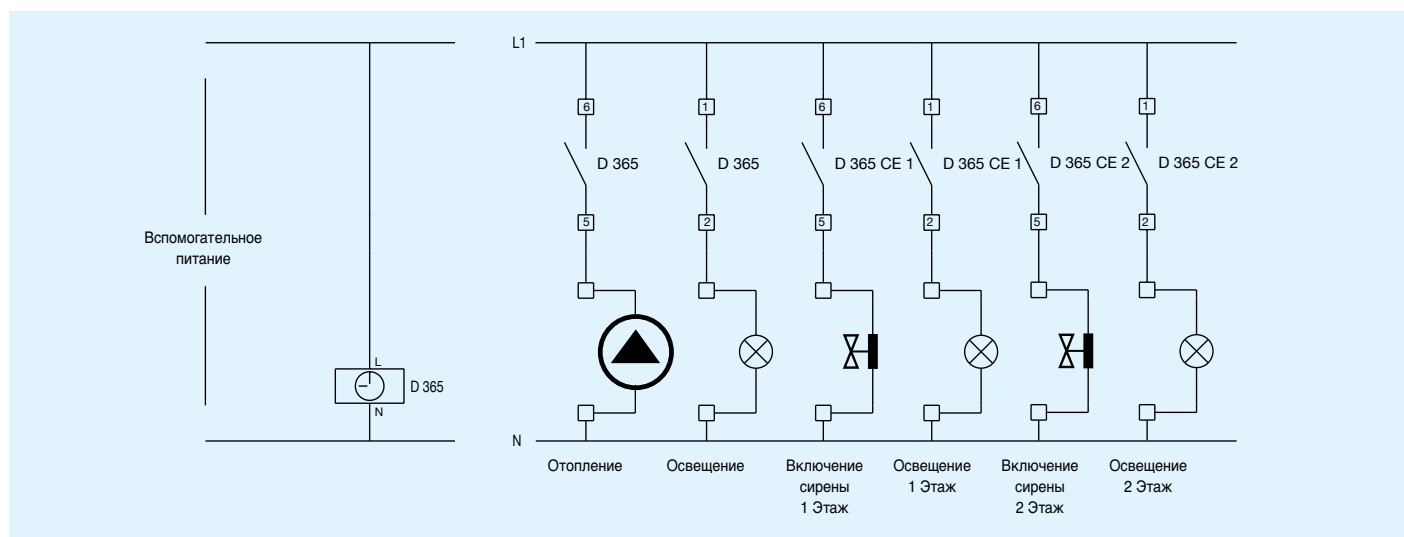 L1
6
1
6
1
6
1
D 365
D 365
D 365 CE 1
D 365 CE 1
D 365 CE 2
D 365 CE 2
5
2
5
2
5
2
Вспомогательное
питание
L
D 365
N
N
Отопление
Освещение
Включение
сирены
1 Этаж
Освещение
1 Этаж
Включение
сирены
2 Этаж
Освещение
2 Этаж